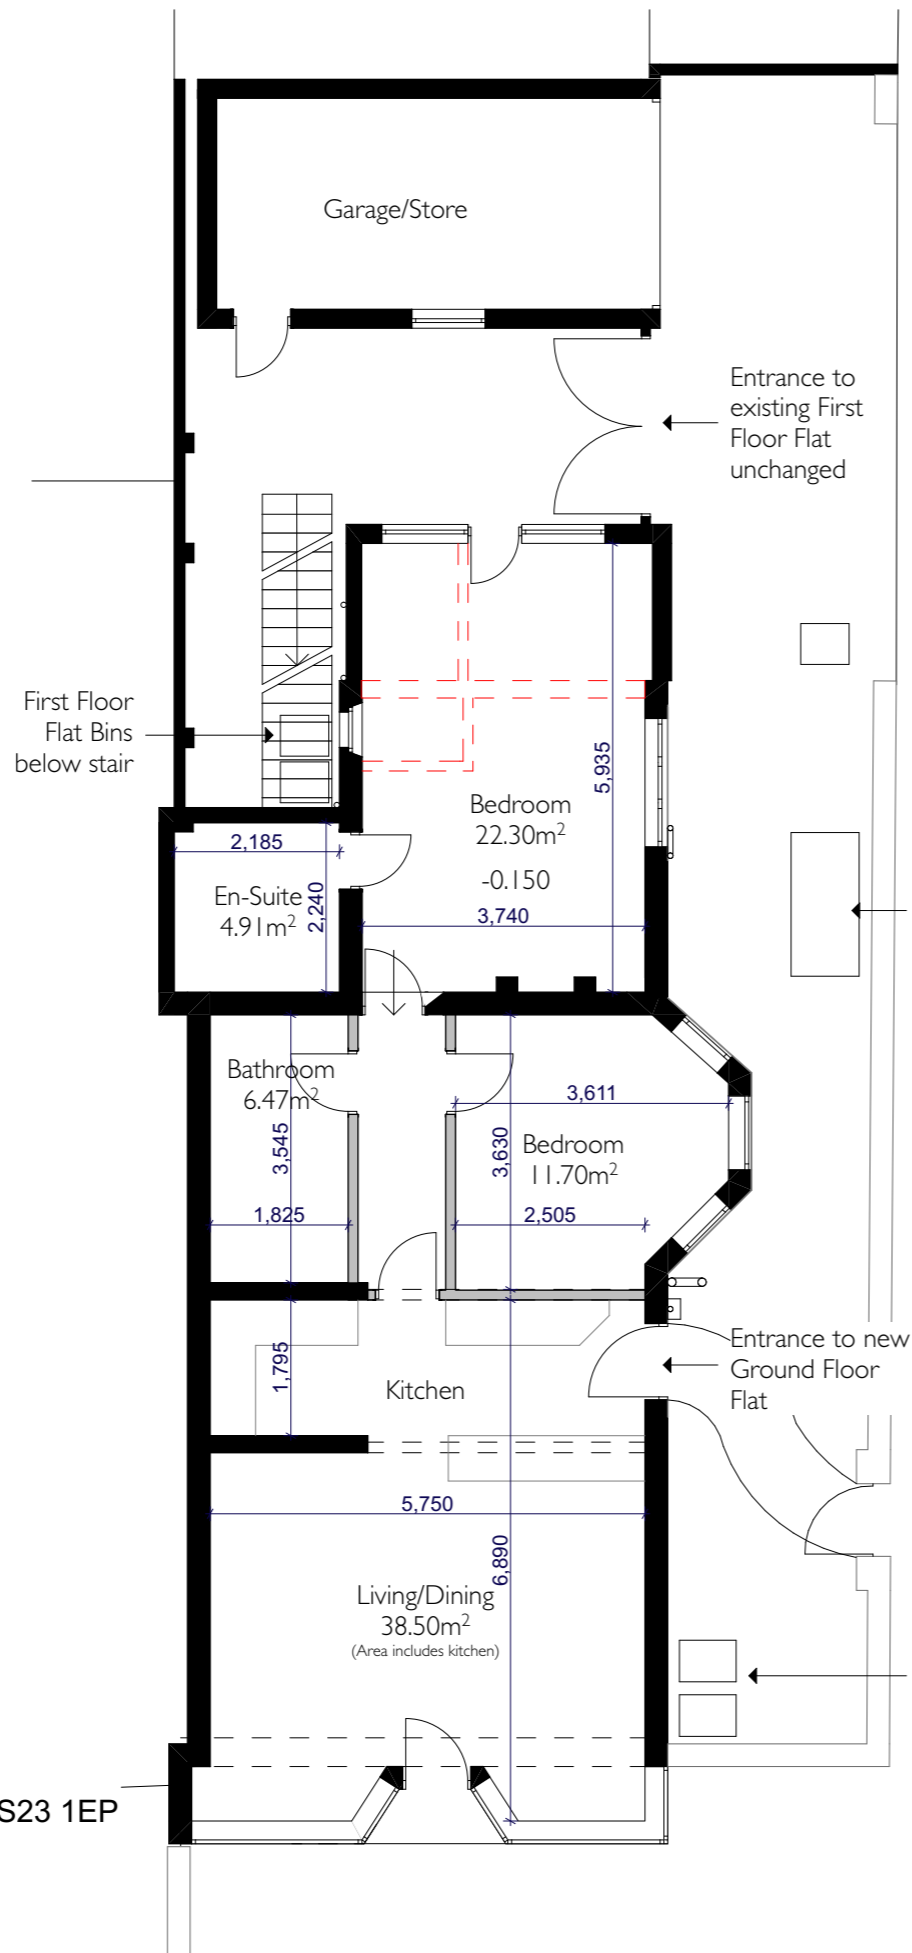 Garage/Store
Entrance to
existing First
Floor Flat
unchanged
First Floor
Flat Bins
below stair
5,935
Bedroom
22.30m²
-0.150
3,740
2,185
En-Suite
4.91m²
2,240
Bathroom
6.47m²
3,545
1,825
3,611
Bedroom
11.70m²
3,630
2,505
1,795
Kitchen
Entrance to new
Ground Floor
Flat
5,750
6,890
Living/Dining
38.50m²
(Area includes kitchen)
S23 1EP